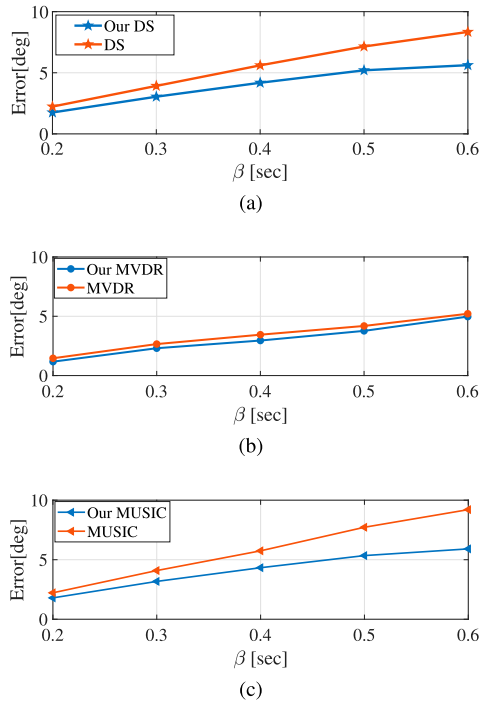 Our DS
DS
Error[deg]
10
5
0
0.2 0.3 0.4 0.5 0.6
β [sec]
(a)
Our MVDR
MVDR
Error[deg]
10
5
0
0.2 0.3 0.4 0.5 0.6
β [sec]
(b)
Our MUSIC
MUSIC
Error[deg]
10
5
0
0.2 0.3 0.4 0.5 0.6
β [sec]
(c)